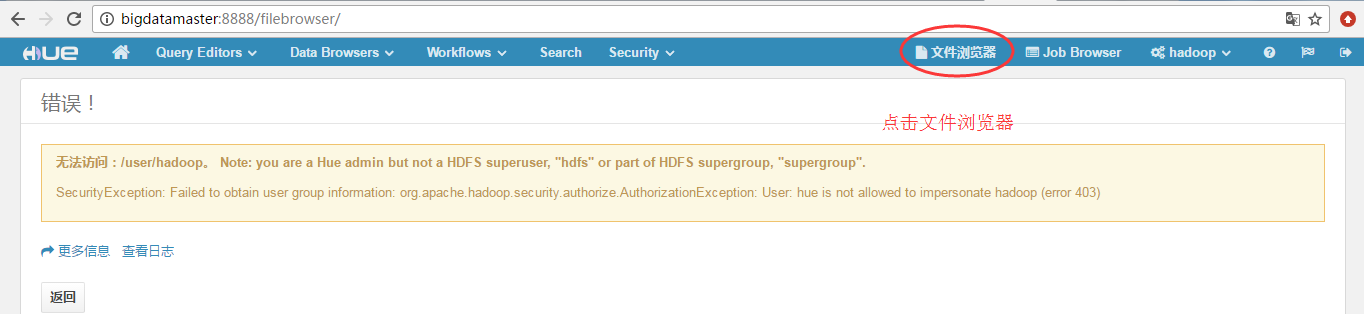 bigdatamaster:8888/filebrowser/
HUE Query Editors Data Browsers Workflows Search Security 文件浏览器 Job Browser hadoop
错误！
点击文件浏览器
无法访问：/user/hadoop。 Note: you are a Hue admin but not a HDFS superuser, "hdfs" or part of HDFS supergroup, "supergroup".
SecurityException: Failed to obtain user group information: org.apache.hadoop.security.authorize.AuthorizationException: User: hue is not allowed to impersonate hadoop (error 403)
更多信息 查看日志
返回